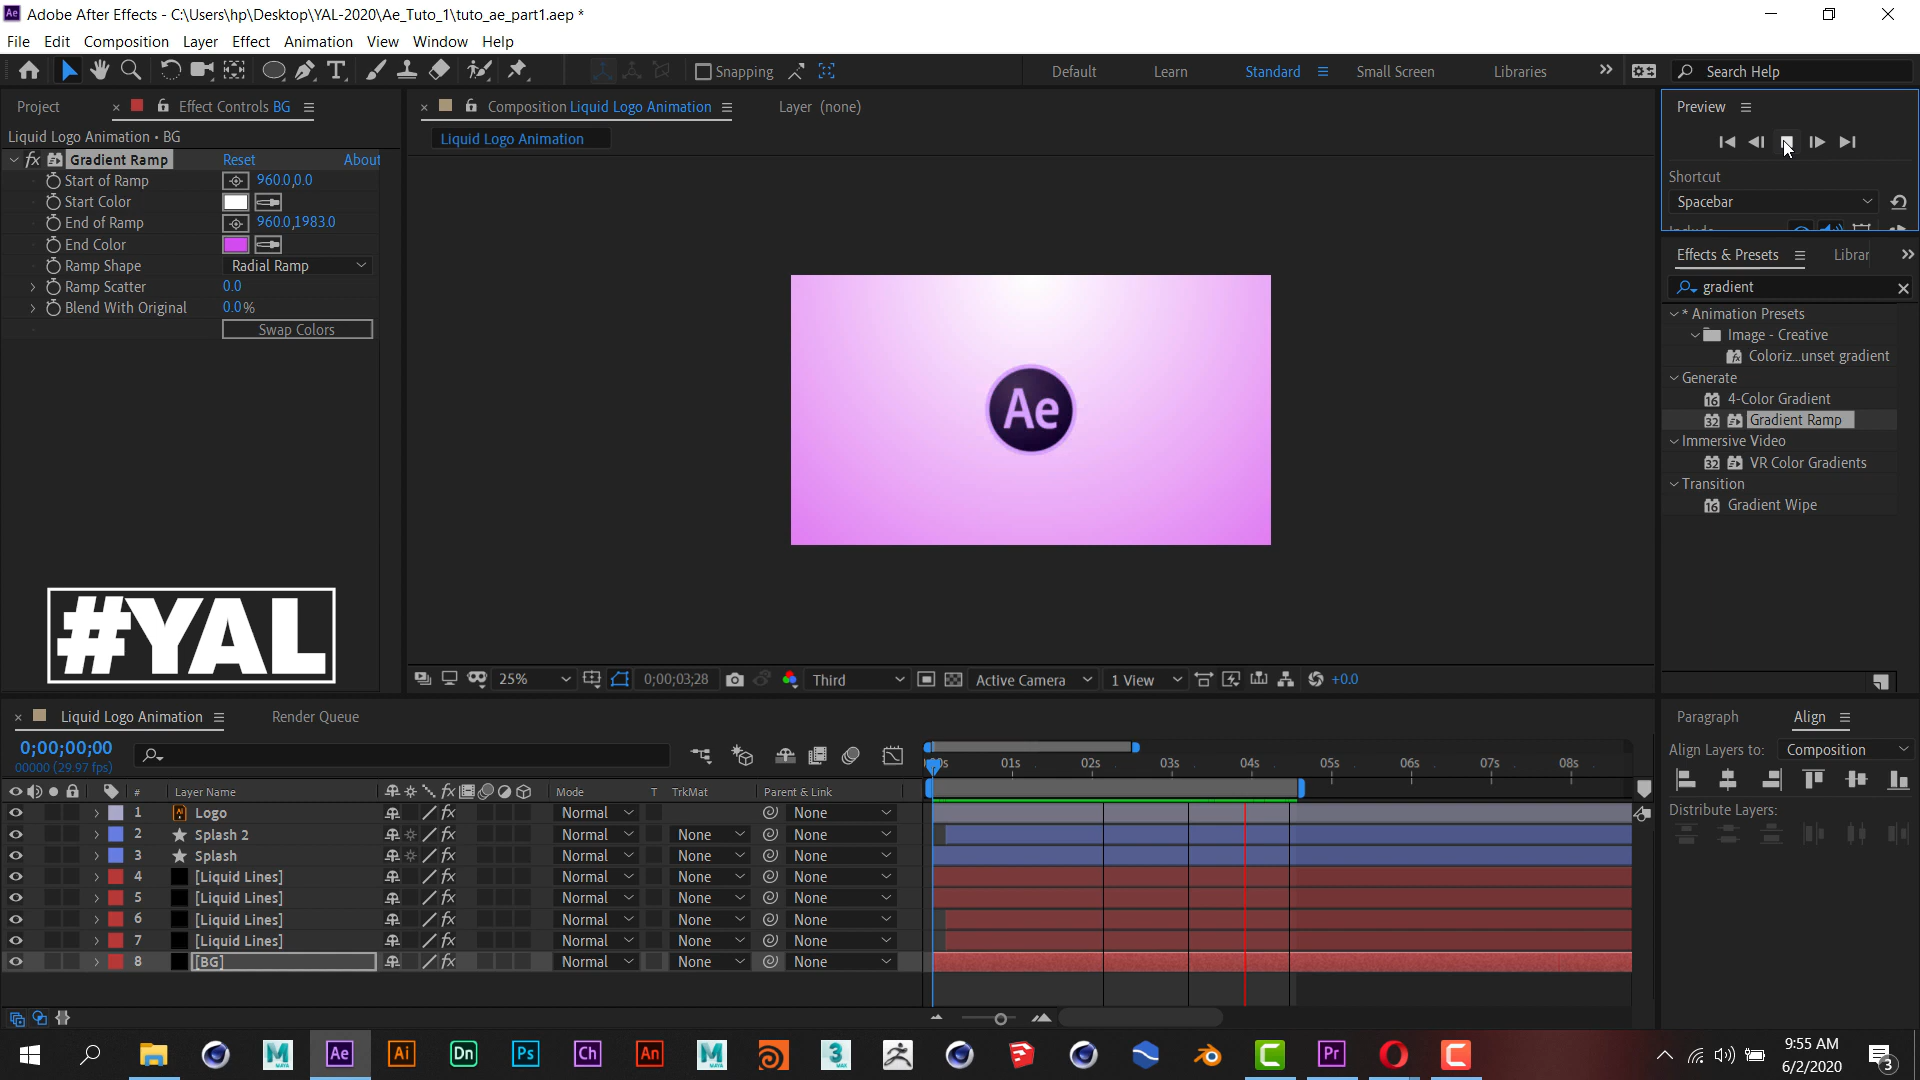 Adobe After Effects - C:\Users\hp\Desktop\YAL-2020\Ae_Tuto_1\tuto_ae_part1.aep *
File Edit Composition Layer Effect Animation View Window Help
Snapping Default Learn Standard Small Screen Libraries Search Help
Project Effect Controls BG
Liquid Logo Animation • BG
fx Gradient Ramp Reset About
Start of Ramp 960.0,0.0
Start Color
End of Ramp 960.0,1983.0
End Color
Ramp Shape Radial Ramp
Ramp Scatter 0.0
Blend With Original 0.0%
Swap Colors
#YAL
Composition Liquid Logo Animation Layer (none)
Liquid Logo Animation
Ae
25% 0;00;03;28 Third Active Camera 1 View +0.0
Preview
Shortcut
Spacebar
Effects & Presets Librar
gradient
* Animation Presets
Image - Creative
Coloriz...unset gradient
Generate
4-Color Gradient
Gradient Ramp
Immersive Video
VR Color Gradients
Transition
Gradient Wipe
Liquid Logo Animation Render Queue
0;00;00;00
00000 (29.97 fps)
01s 02s 03s 04s 05s 06s 07s 08s
# Layer Name Mode T TrkMat Parent & Link
1 Logo Normal None
2 Splash 2 Normal None None
3 Splash Normal None None
4 [Liquid Lines] Normal None None
5 [Liquid Lines] Normal None None
6 [Liquid Lines] Normal None None
7 [Liquid Lines] Normal None None
8 [BG] Normal None None
Paragraph Align
Align Layers to: Composition
Distribute Layers:
Ae Ai Dn Ps Ch An Pr
9:55 AM
6/2/2020
3